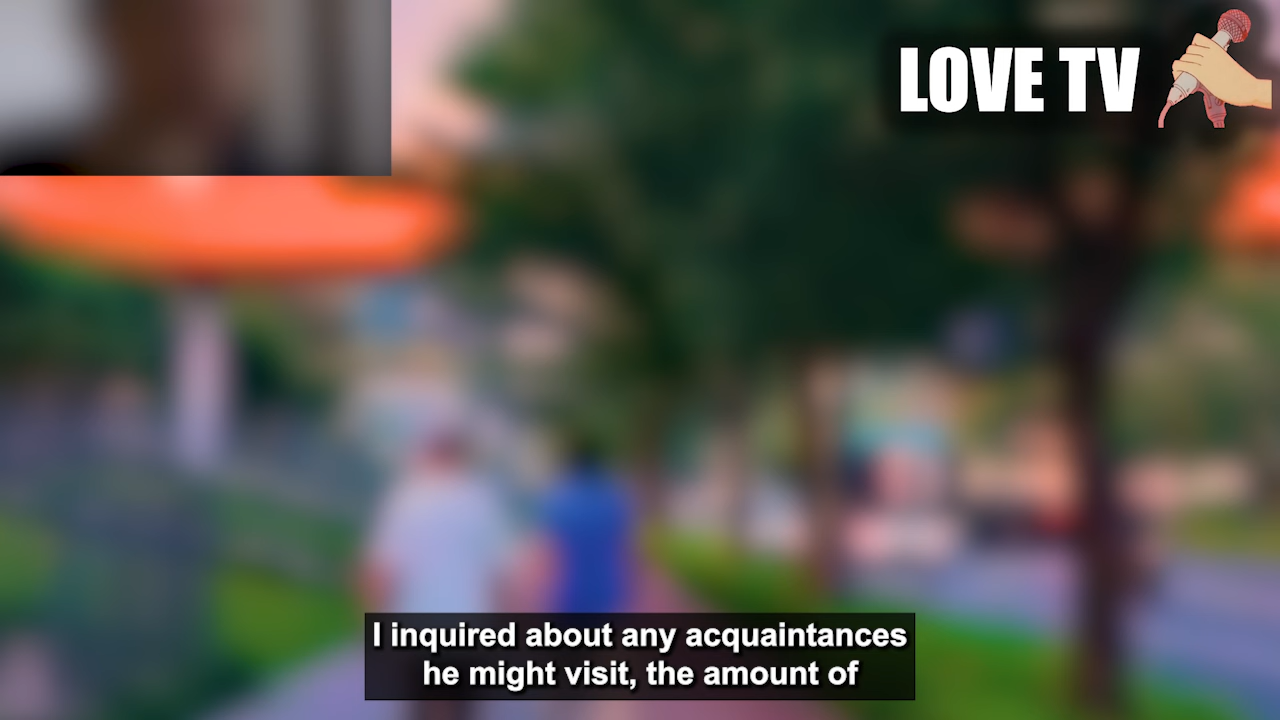 LOVE TV
I inquired about any acquaintances
he might visit, the amount of